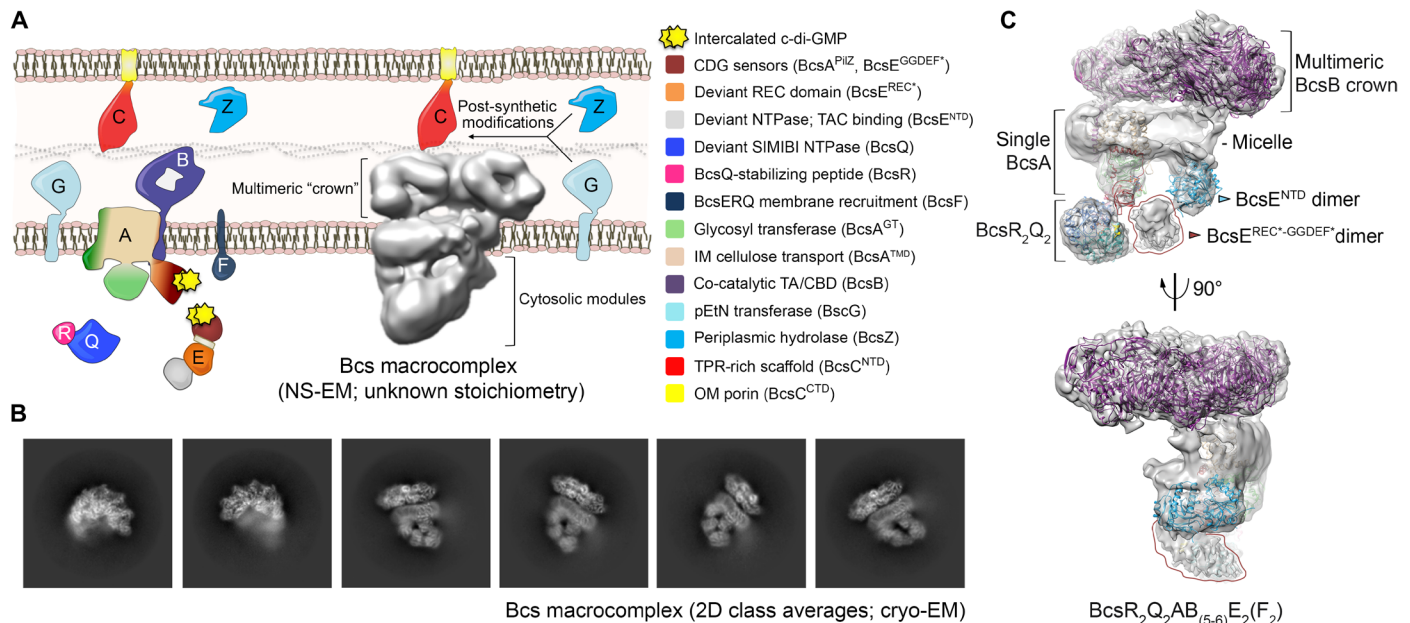 A
C
Z
C
Z
Post-synthetic
modifications
B
G
G
Multimeric “crown”
A
F
Cytosolic modules
R
Q
E
Bcs macrocomplex
(NS-EM; unknown stoichiometry)
Intercalated c-di-GMP
CDG sensors (BcsA^PilZ, BcsE^GGDEF*)
Deviant REC domain (BcsE^REC*)
Deviant NTPase; TAC binding (BcsE^NTD)
Deviant SIMIBI NTPase (BcsQ)
BcsQ-stabilizing peptide (BcsR)
BcsERQ membrane recruitment (BcsF)
Glycosyl transferase (BcsA^GT)
IM cellulose transport (BcsA^TMD)
Co-catalytic TA/CBD (BcsB)
pEtN transferase (BscG)
Periplasmic hydrolase (BcsZ)
TPR-rich scaffold (BcsC^NTD)
OM porin (BcsC^CTD)
B
Bcs macrocomplex (2D class averages; cryo-EM)
C
Multimeric
BcsB crown
Single
BcsA
- Micelle
BcsE^NTD dimer
BcsR₂Q₂
BcsE^REC*-GGDEF* dimer
90°
BcsR₂Q₂AB₍₅₋₆₎E₂(F₂)